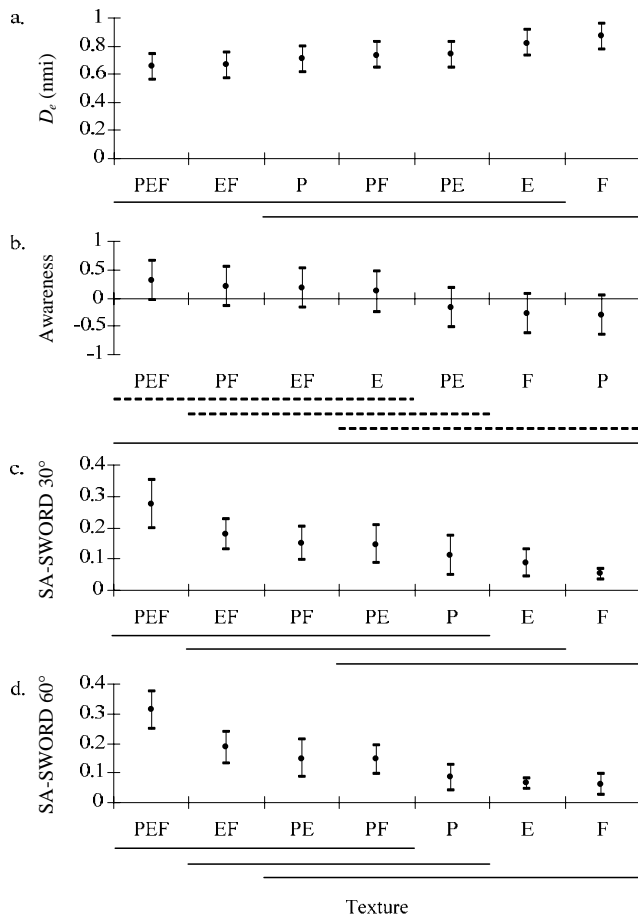 a.
D_e (nmi)
1
0.8
0.6
0.4
0.2
0
PEF EF P PF PE E F
b.
Awareness
1
0.5
0
-0.5
-1
PEF PF EF E PE F P
c.
SA-SWORD 30°
0.4
0.3
0.2
0.1
0
PEF EF PF PE P E F
d.
SA-SWORD 60°
0.4
0.3
0.2
0.1
0
PEF EF PE PF P E F
Texture